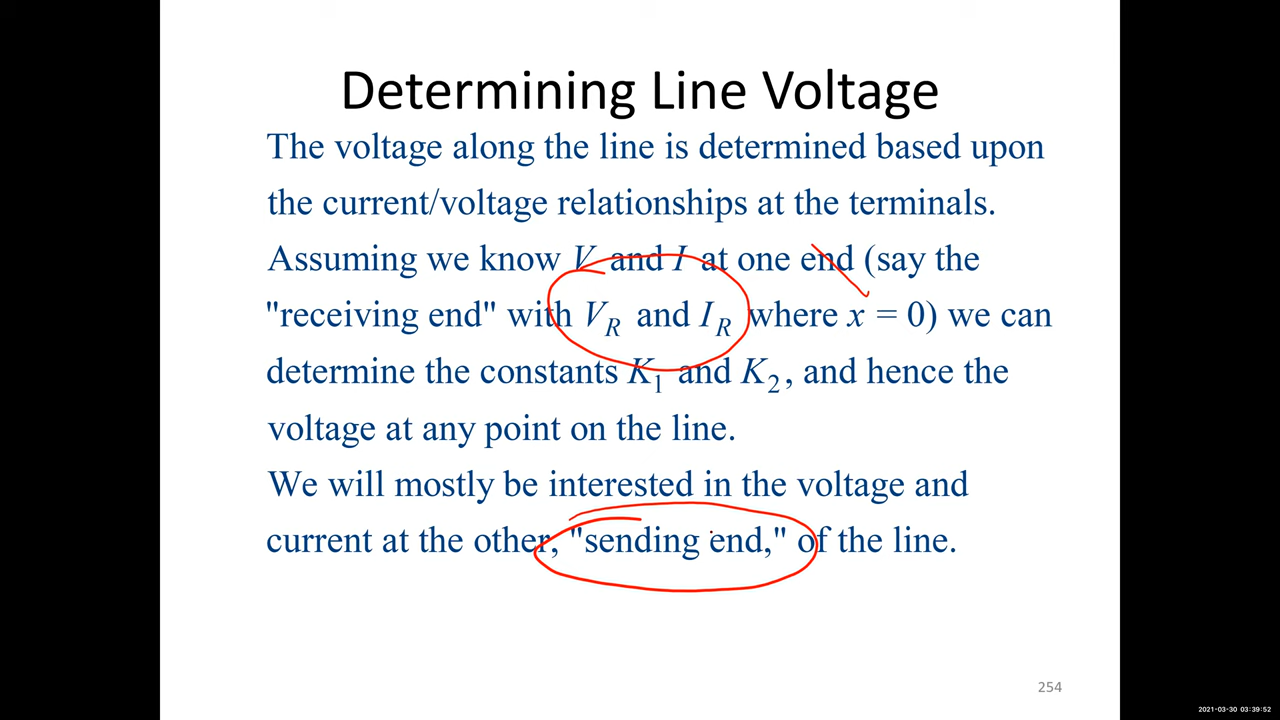 Determining Line Voltage
The voltage along the line is determined based upon
the current/voltage relationships at the terminals.
Assuming we know V and I at one end (say the
"receiving end" with V_R and I_R where x = 0) we can
determine the constants K_1 and K_2, and hence the
voltage at any point on the line.
We will mostly be interested in the voltage and
current at the other, "sending end," of the line.
254
2021-03-30 03:39:52